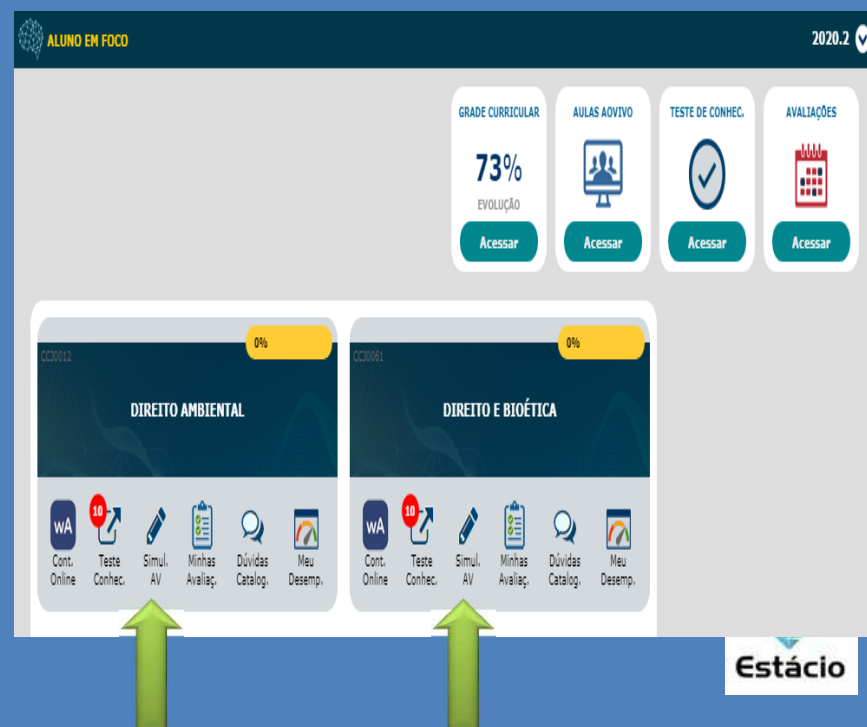 ALUNO EM FOCO
2020.2
GRADE CURRICULAR
73%
EVOLUÇÃO
Acessar
AULAS AOVIVO
Acessar
TESTE DE CONHEC.
Acessar
AVALIAÇÕES
Acessar
0%
CCJ0012
DIREITO AMBIENTAL
wA
Cont.
Online
10
Teste
Conhec.
Simul.
AV
Minhas
Avaliaç.
Dúvidas
Catalog.
Meu
Desemp.
0%
CCJ0061
DIREITO E BIOÉTICA
wA
Cont.
Online
10
Teste
Conhec.
Simul.
AV
Minhas
Avaliaç.
Dúvidas
Catalog.
Meu
Desemp.
Estácio